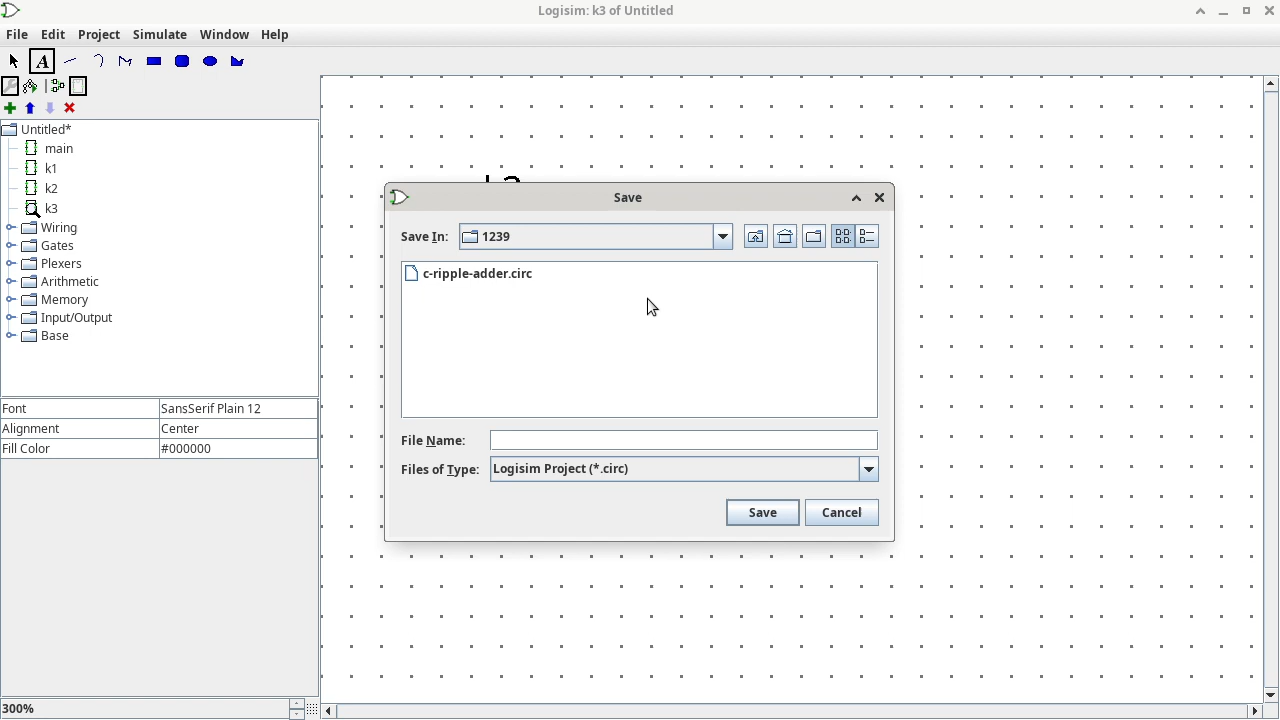 Logisim: k3 of Untitled
File Edit Project Simulate Window Help
A
Untitled*
main
k1
k2
k3
Wiring
Gates
Plexers
Arithmetic
Memory
Input/Output
Base
Font SansSerif Plain 12
Alignment Center
Fill Color #000000
300%
Save
Save In: 1239
c-ripple-adder.circ
File Name:
Files of Type: Logisim Project (*.circ)
Save Cancel